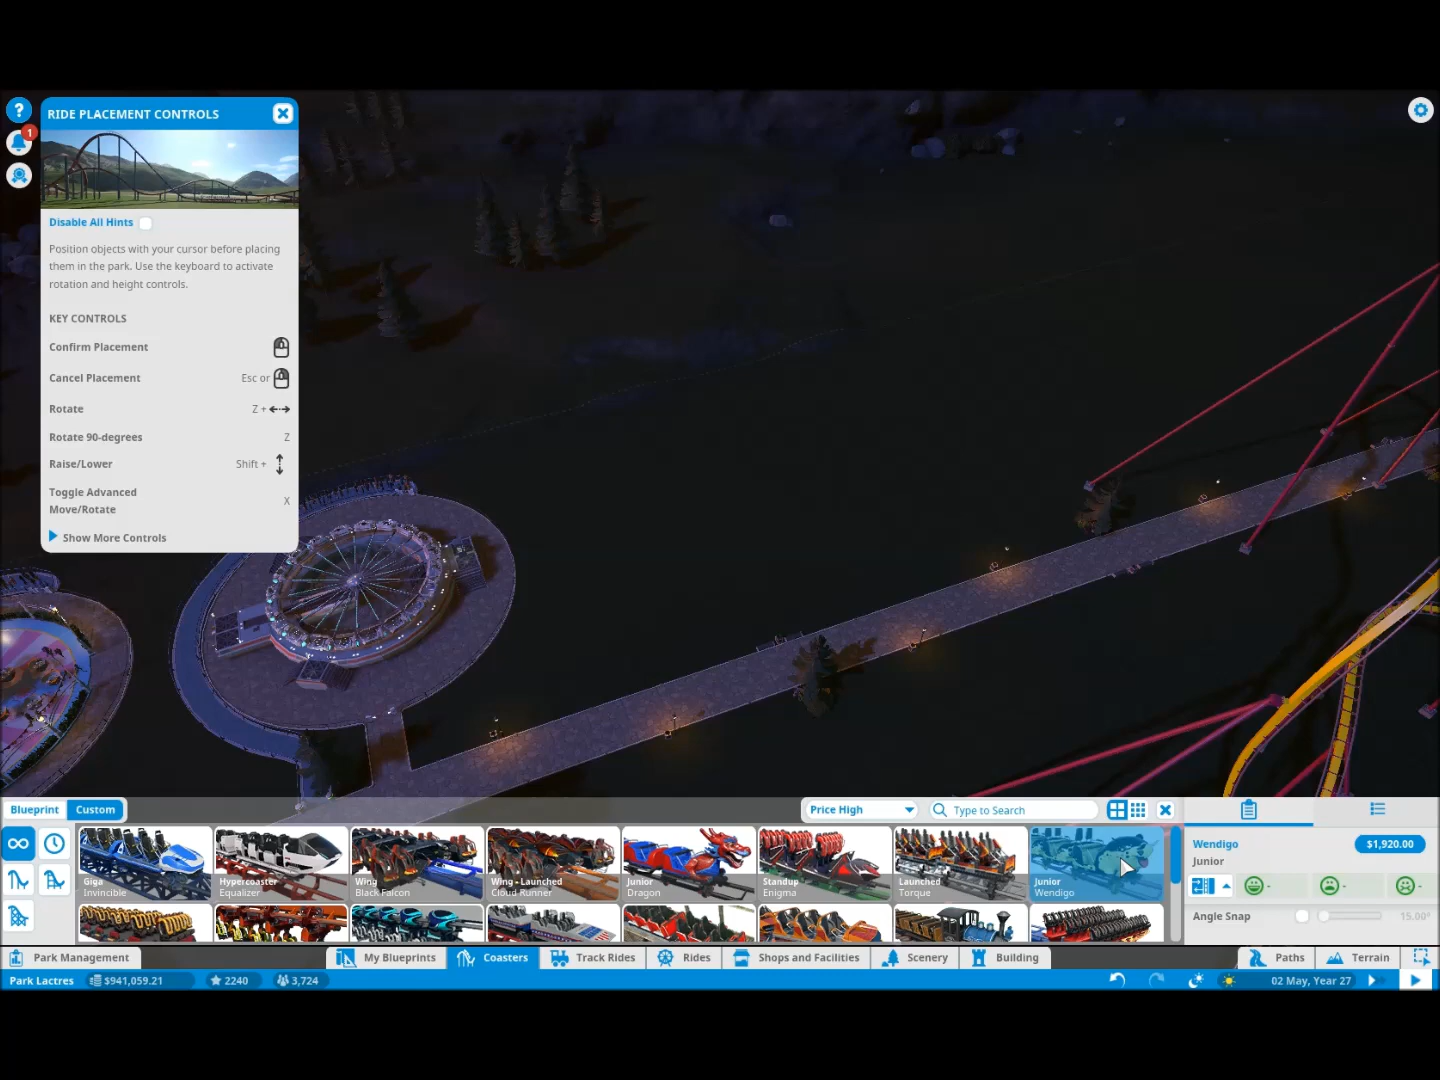 ?
RIDE PLACEMENT CONTROLS
1
Disable All Hints
Position objects with your cursor before placing
them in the park. Use the keyboard to activate
rotation and height controls.
KEY CONTROLS
Confirm Placement
Cancel Placement Esc or
Rotate Z +
Rotate 90-degrees Z
Raise/Lower Shift +
Toggle Advanced
Move/Rotate X
Show More Controls
Blueprint Custom
Price High Type to Search
Giga
Invincible
Hypercoaster
Equalizer
Wing
Black Falcon
Wing - Launched
Cloud Runner
Junior
Dragon
Standup
Enigma
Launched
Torque
Junior
Wendigo
Wendigo $1,920.00
Junior
- - -
Angle Snap 15.00°
Park Management My Blueprints Coasters Track Rides Rides Shops and Facilities Scenery Building Paths Terrain
Park Lactres $941,059.21 2240 3,724 02 May, Year 27